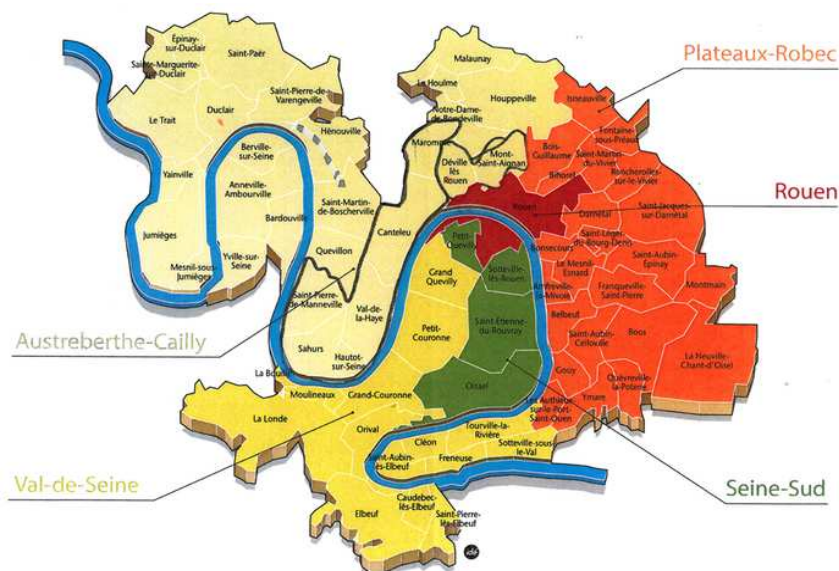 Épinay-
sur-Duclair
Saint-Paër
Sainte-Marguerite-
sur-Duclair
Saint-Pierre-de-
Varengeville
Le Trait
Duclair
Hénouville
Malaunay
Le Houlme
Houppeville
Notre-Dame-
de-Bondeville
Isneauville
Plateaux-Robec
Fontaine-
sous-Préaux
Maromme
Mont-
Saint-Aignan
Déville
lès
Rouen
Bois-
Guillaume
Saint-Martin-
du-Vivier
Bihorel
Roncherolles-
sur-le-Vivier
Berville-
sur-Seine
Yainville
Anneville-
Ambourville
Bardouville
Saint-Martin-
de-Boscherville
Canteleu
Rouen
Rouen
Darnétal
Saint-Jacques-
sur-Darnétal
Jumièges
Mesnil-sous-
Jumièges
Yville-sur-
Seine
Quevillon
Petit-
Quevilly
Bonsecours
Saint-Léger
du-Bourg-Denis
Grand
Quevilly
Sotteville-
lès-Rouen
Le Mesnil-
Esnard
Saint-Aubin-
Épinay
Saint-Pierre-
de-Manneville
Val-de-
la-Haye
Amfreville-
la-Mivoie
Franqueville-
Saint-Pierre
Montmain
Austreberthe-Cailly
Petit-
Couronne
Saint-Etienne
du-Rouvray
Belbeuf
Saint-Aubin-
Celloville
Boos
Sahurs
Hautot-
sur-Seine
La Neuville-
Chant-d'Oisel
La Bouille
Oissel
Gouy
Quévreville-
la-Poterie
Moulineaux
Grand-Couronne
Les Authieux-
sur-le-Port-
Saint-Ouen
Ymare
La Londe
Orival
Tourville-la-
Rivière
Cléon
Sotteville-sous-
le-Val
Saint-Aubin-
lès-Elbeuf
Freneuse
Val-de-Seine
Seine-Sud
Caudebec-
lès-Elbeuf
Elbeuf
Saint-Pierre-
lès-Elbeuf
idé